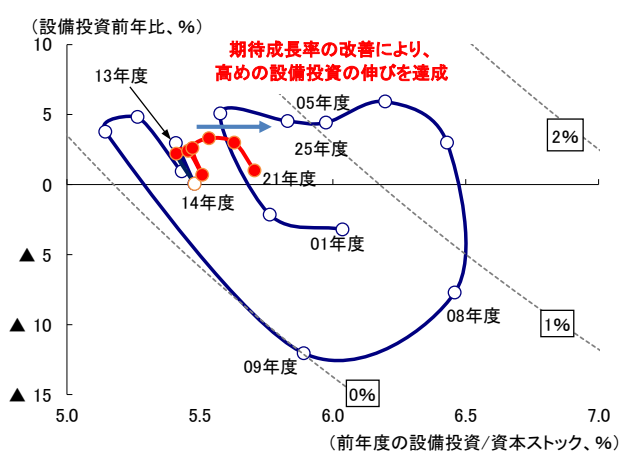 （設備投資前年比、%）
10
13年度
期待成長率の改善により、
高めの設備投資の伸びを達成
5
05年度
25年度
2%
0
14年度
21年度
01年度
▲ 5
08年度
▲ 10
1%
09年度
0%
▲ 15
5.0 5.5 6.0 6.5 7.0
（前年度の設備投資/資本ストック、%）